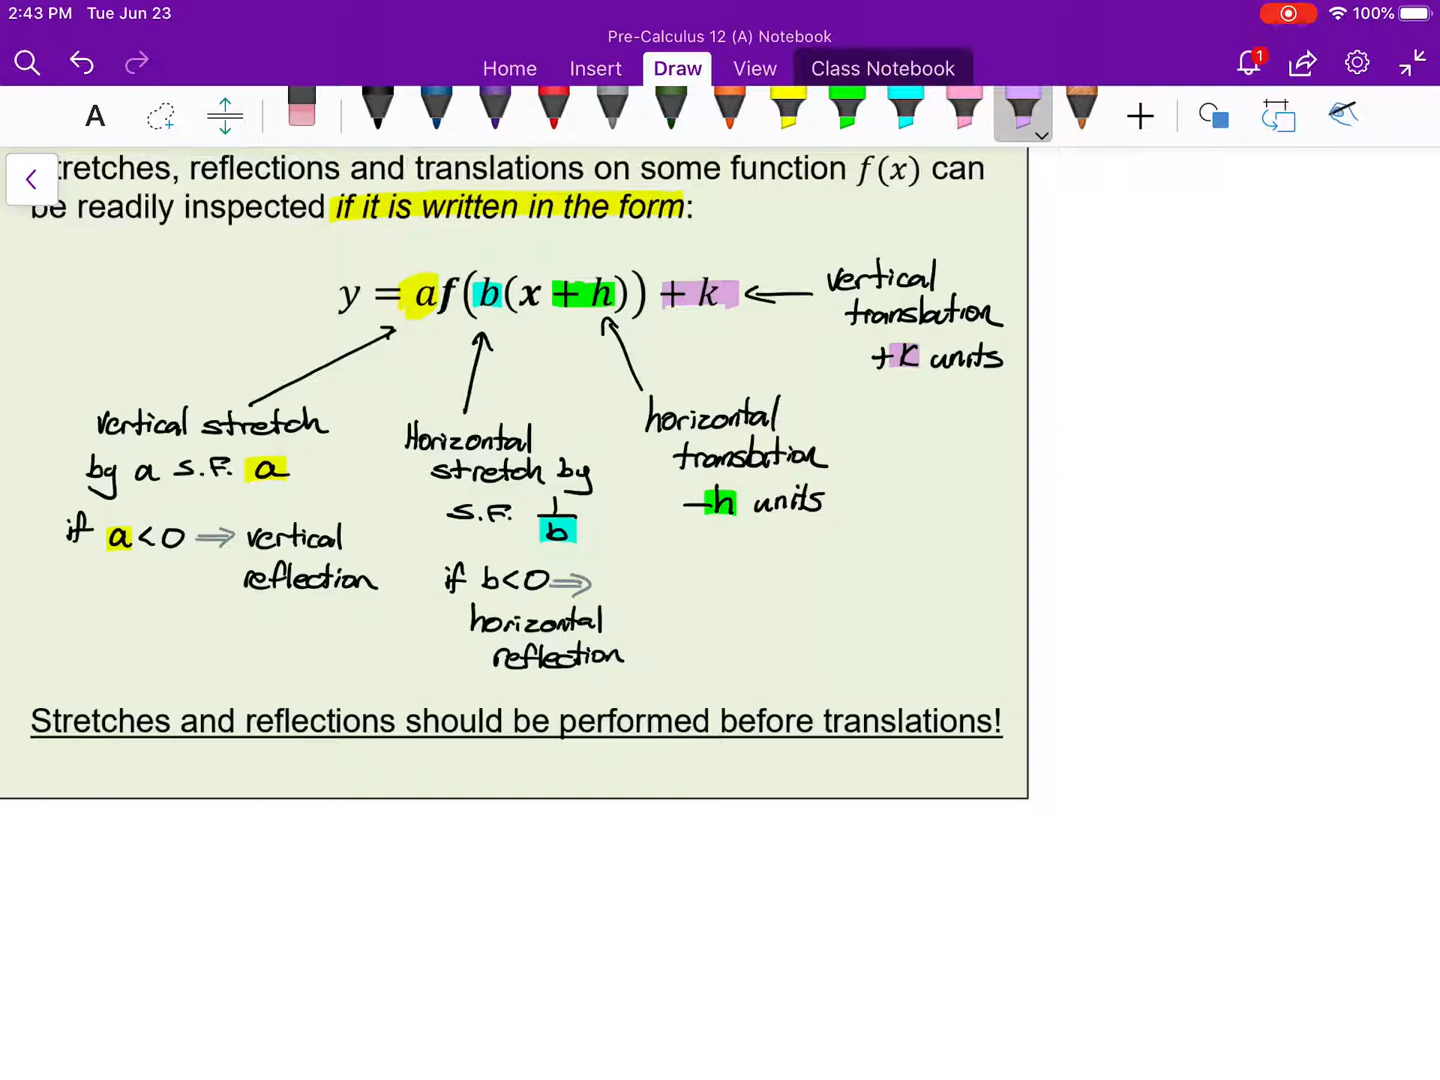 2:43 PM Tue Jun 23
100%
Pre-Calculus 12 (A) Notebook
Home Insert Draw View Class Notebook
1
A
tretches, reflections and translations on some function f(x) can
be readily inspected if it is written in the form:
y = af(b(x + h)) + k
vertical
translation
+k units
vertical stretch
by a S.F. a
if a < 0 ⇒ vertical
reflection
Horizontal
stretch by
S.F. 1/b
if b < 0 ⇒
horizontal
reflection
horizontal
translation
-h units
Stretches and reflections should be performed before translations!